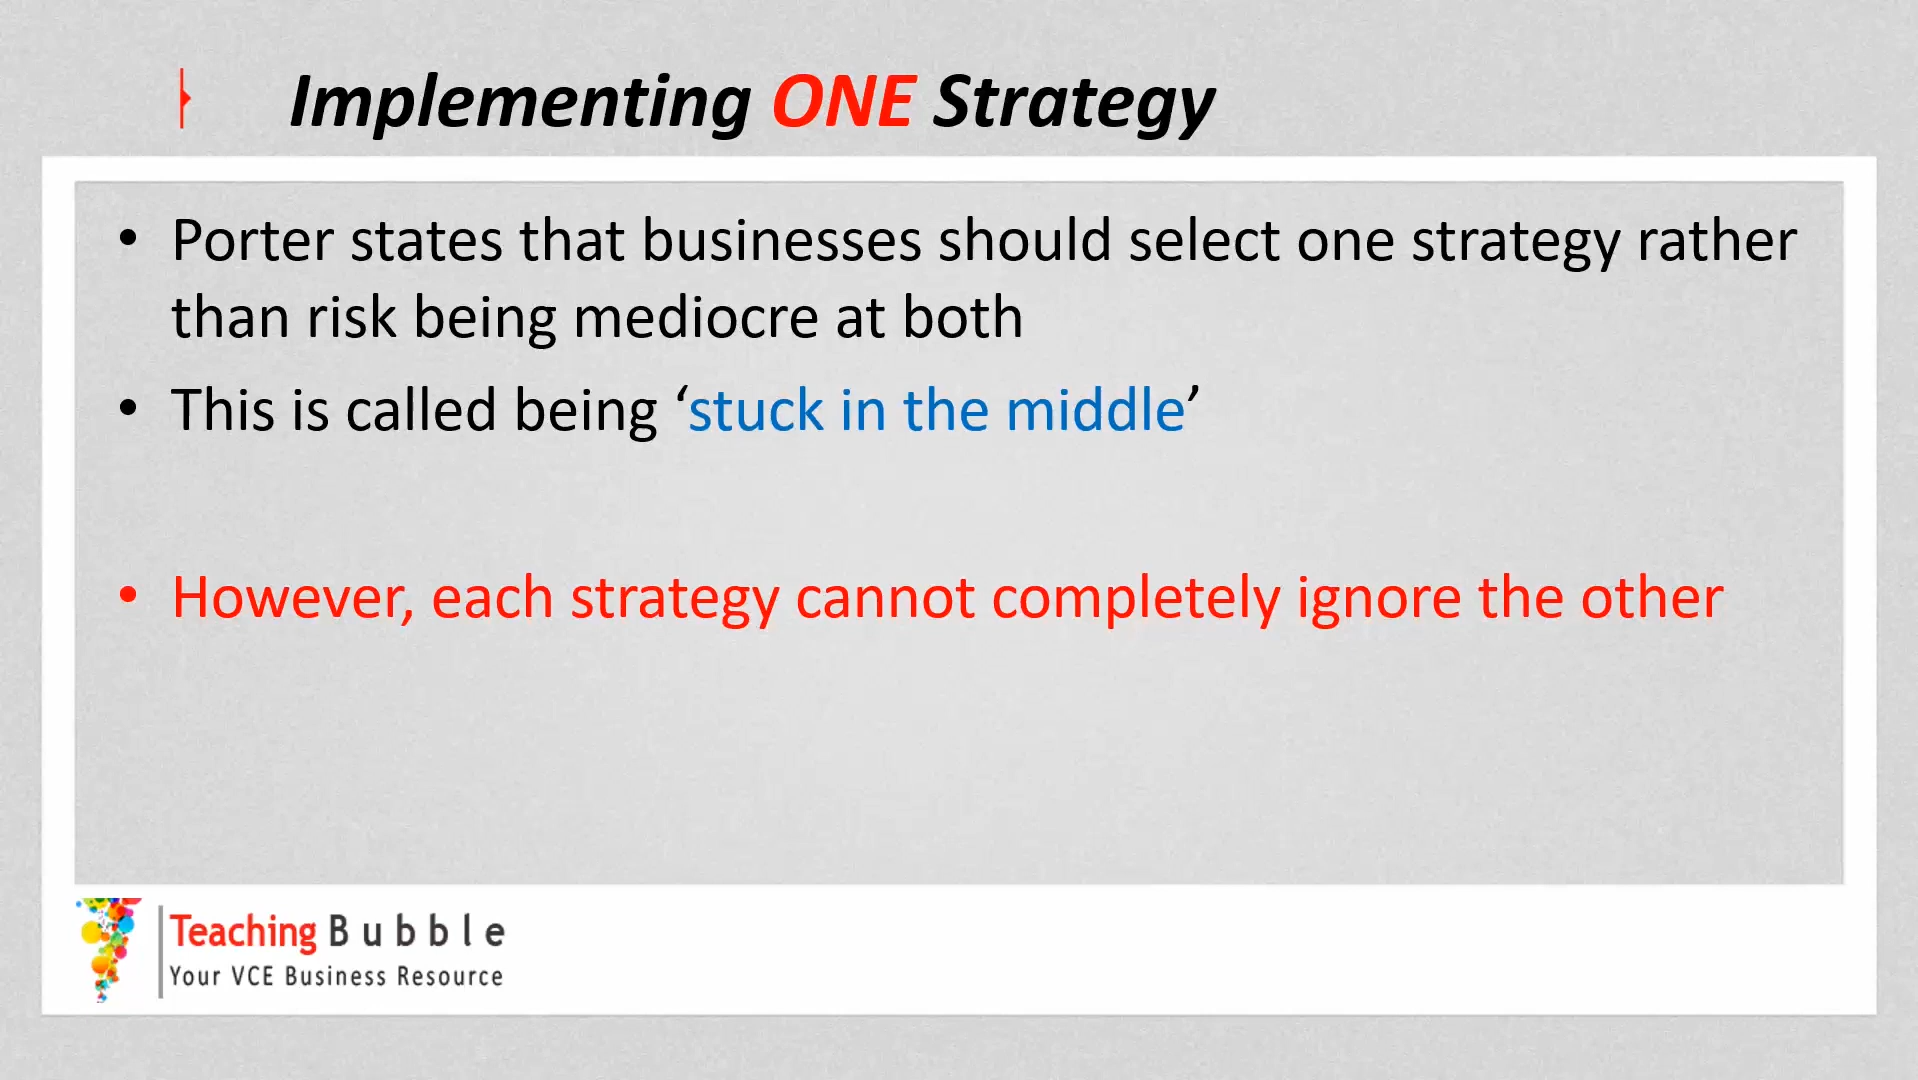 Implementing ONE Strategy
• Porter states that businesses should select one strategy rather
than risk being mediocre at both
• This is called being ‘stuck in the middle’
• However, each strategy cannot completely ignore the other
Teaching Bubble
Your VCE Business Resource